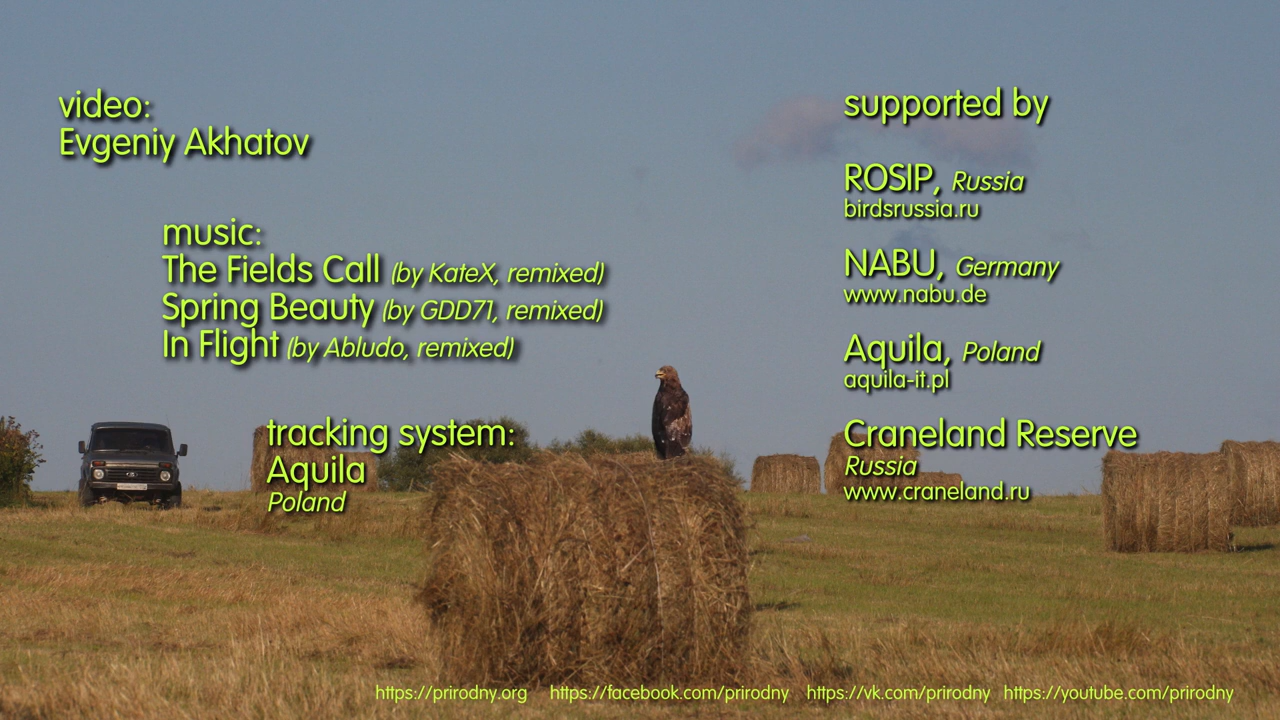 video:
Evgeniy Akhatov
music:
The Fields Call (by KateX, remixed)
Spring Beauty (by GDD71, remixed)
In Flight (by Abludo, remixed)
tracking system:
Aquila
Poland
supported by
ROSIP, Russia
birdsrussia.ru
NABU, Germany
www.nabu.de
Aquila, Poland
aquila-it.pl
Craneland Reserve
Russia
www.craneland.ru
https://prirodny.org https://facebook.com/prirodny https://vk.com/prirodny https://youtube.com/prirodny